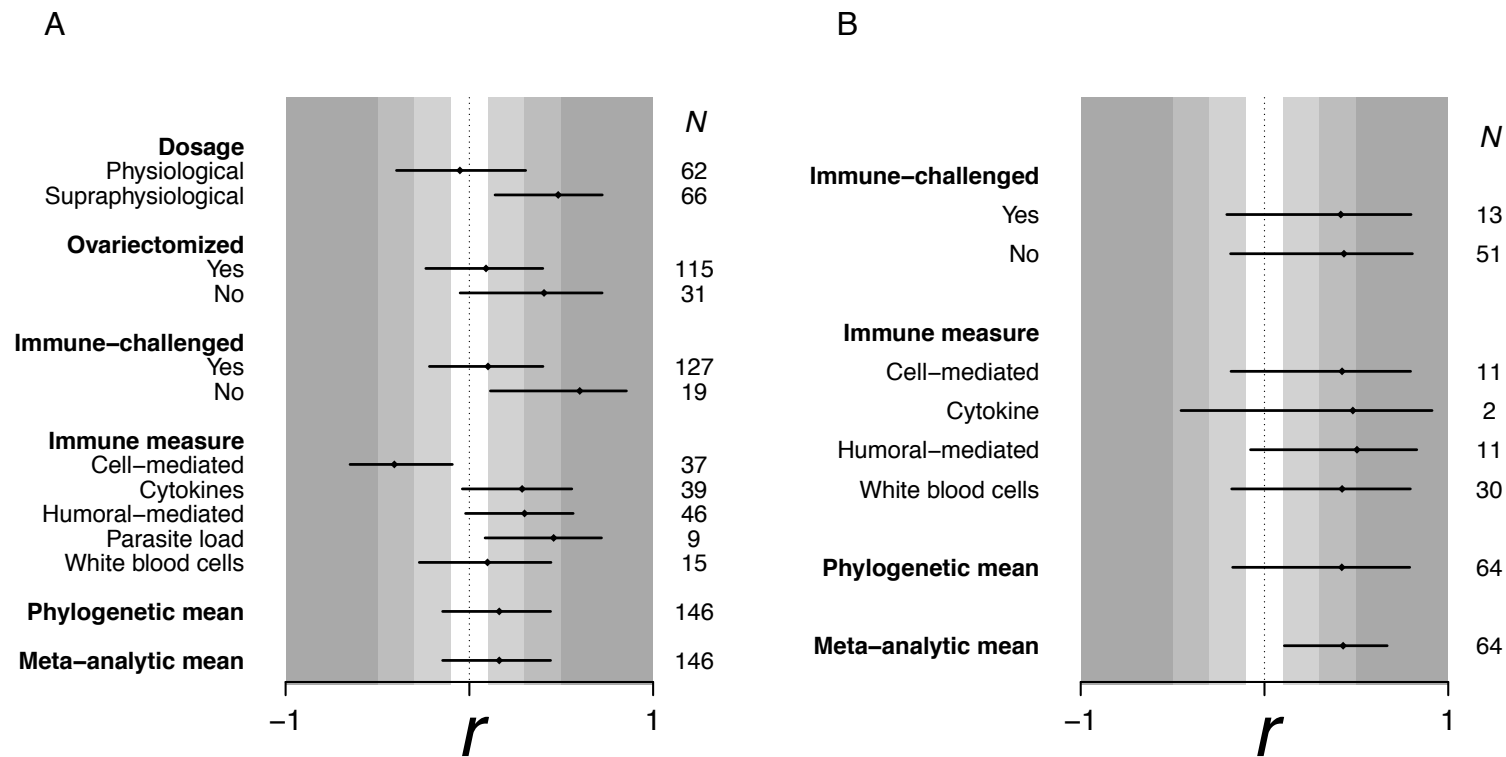 A
N
Dosage
Physiological 62
Supraphysiological 66
Ovariectomized
Yes 115
No 31
Immune−challenged
Yes 127
No 19
Immune measure
Cell−mediated 37
Cytokines 39
Humoral−mediated 46
Parasite load 9
White blood cells 15
Phylogenetic mean 146
Meta−analytic mean 146
−1 r 1
B
N
Immune−challenged
Yes 13
No 51
Immune measure
Cell−mediated 11
Cytokine 2
Humoral−mediated 11
White blood cells 30
Phylogenetic mean 64
Meta−analytic mean 64
−1 r 1